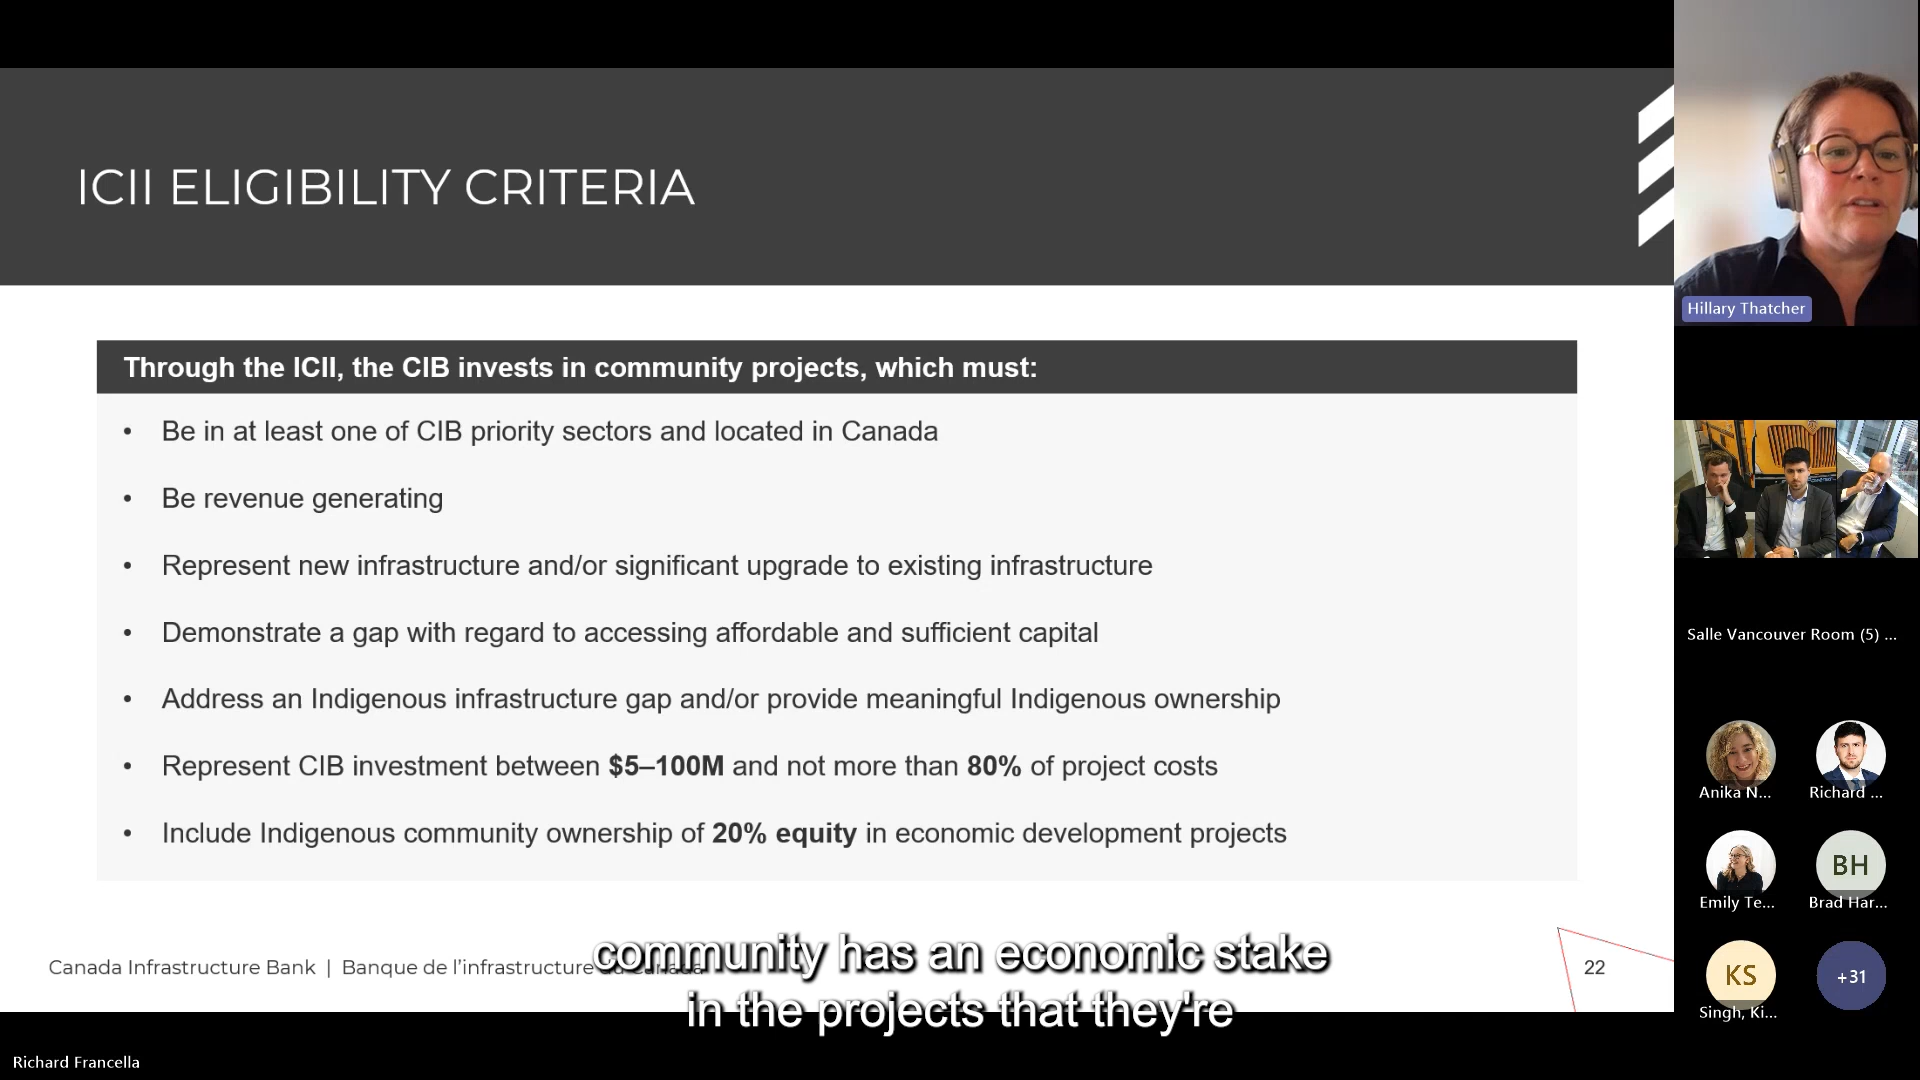 ICII ELIGIBILITY CRITERIA
Through the ICII, the CIB invests in community projects, which must:
• Be in at least one of CIB priority sectors and located in Canada
• Be revenue generating
• Represent new infrastructure and/or significant upgrade to existing infrastructure
• Demonstrate a gap with regard to accessing affordable and sufficient capital
• Address an Indigenous infrastructure gap and/or provide meaningful Indigenous ownership
• Represent CIB investment between $5–100M and not more than 80% of project costs
• Include Indigenous community ownership of 20% equity in economic development projects
Canada Infrastructure Bank | Banque de l'infrastructure du Canada
22
community has an economic stake
in the projects that they're
Richard Francella
Hillary Thatcher
Salle Vancouver Room (5) ...
Anika N...
Richard ...
Emily Te...
BH
Brad Har...
KS
Singh, Ki...
+31